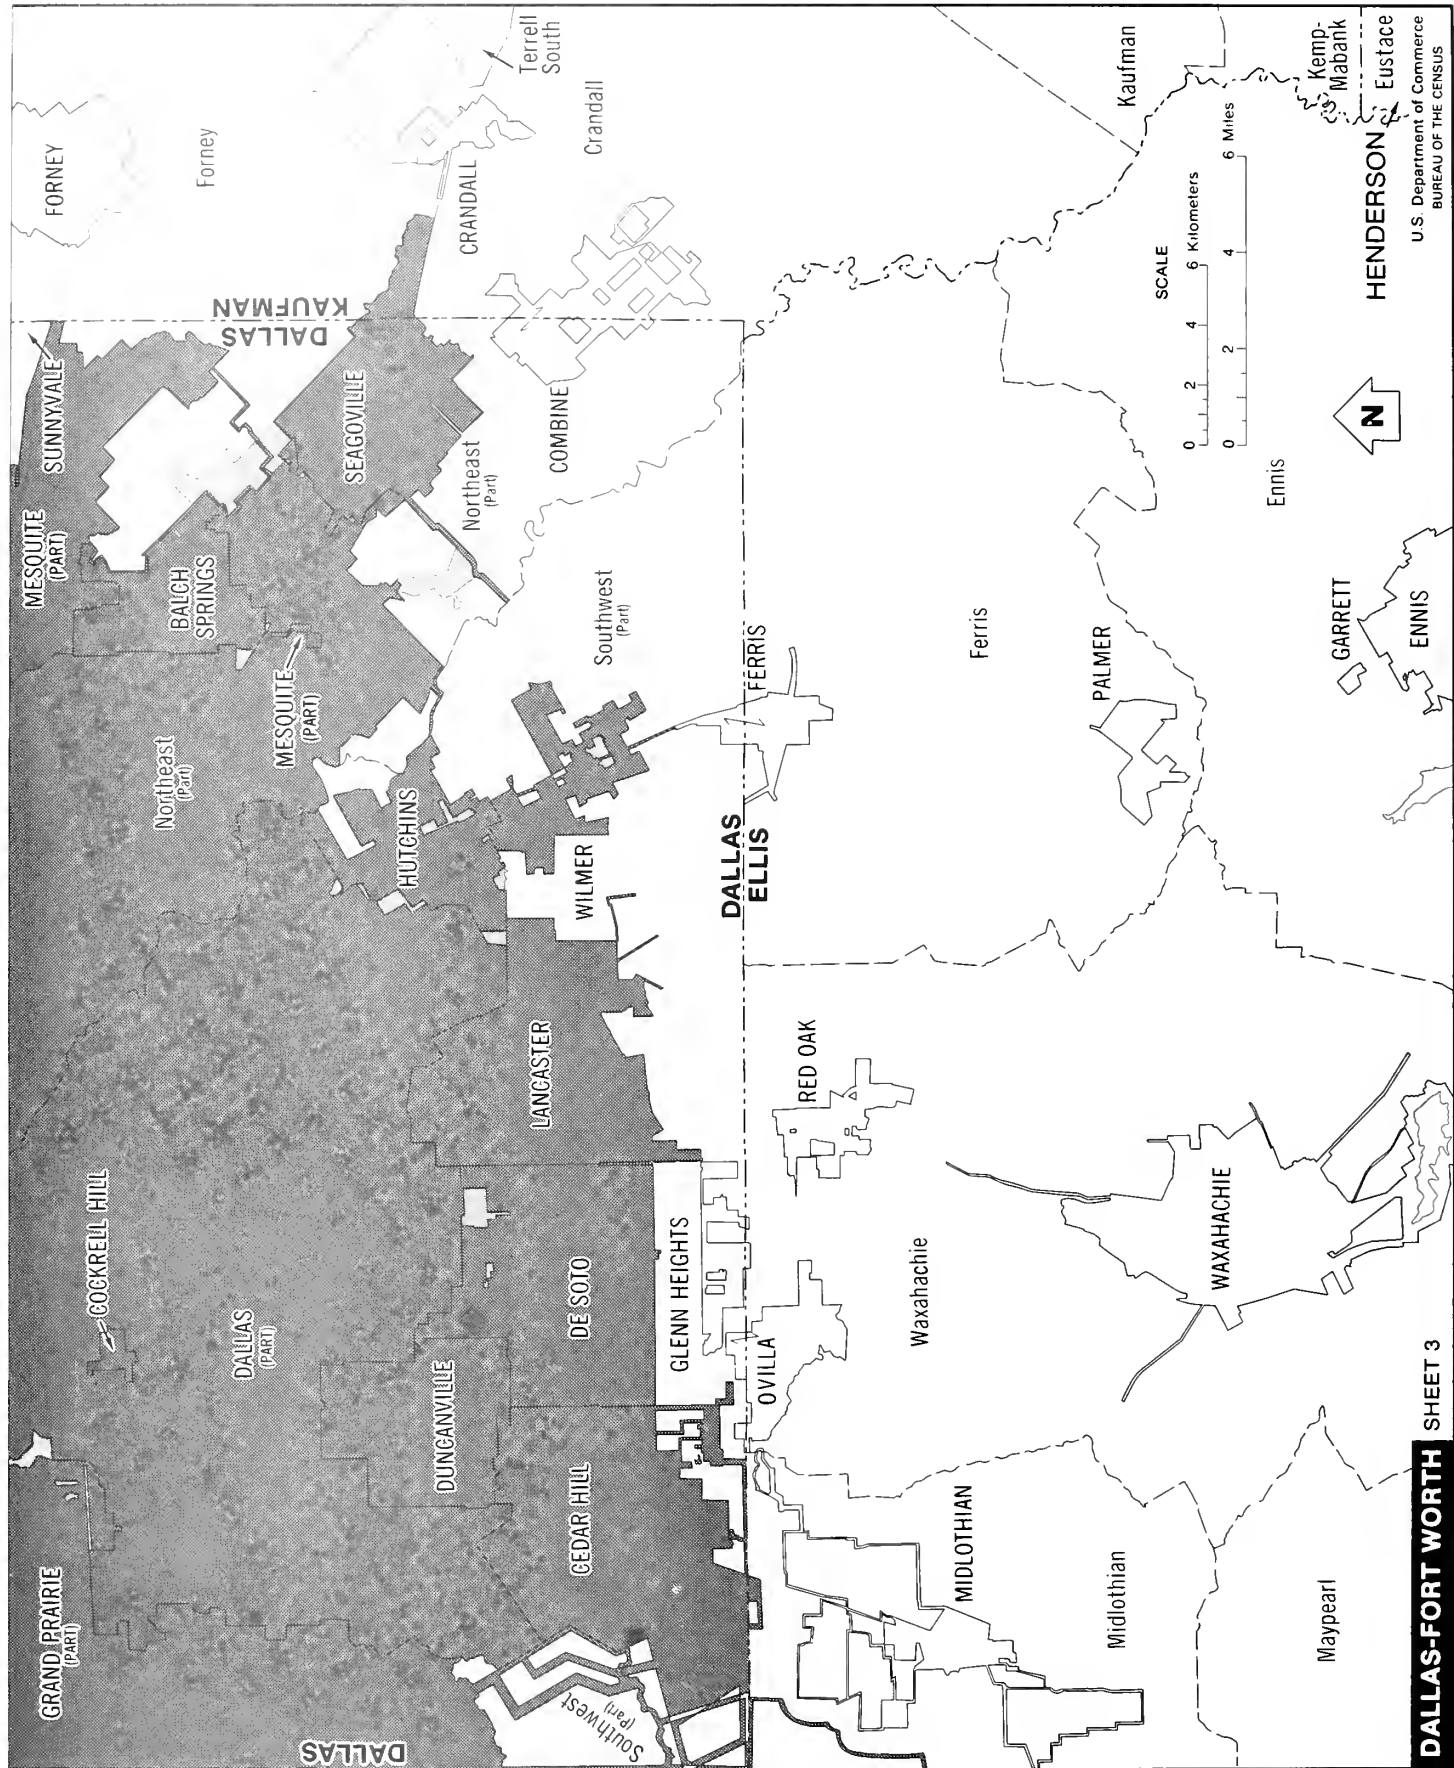 GRAND PRAIRIE
(PART)
COCKRELL HILL
MESQUITE
(PART)
SUNNYVALE
FORNEY
Forney
DALLAS
(PART)
Northeast
(Part)
BALCH
SPRINGS
MESQUITE
(PART)
DALLAS
KAUFMAN
SEAGOVILLE
DALLAS
DUNCANVILLE
HUTCHINS
Northeast
(Part)
CRANDALL
Terrell
South
Crandall
CEDAR HILL
DE SOTO
LANCASTER
WILMER
COMBINE
Southwest
(Part)
Southwest
(Part)
GLENN HEIGHTS
DALLAS
ELLIS
FERRIS
OVILLA
RED OAK
MIDLOTHIAN
Waxahachie
Ferris
Midlothian
PALMER
Kaufman
WAXAHACHIE
Maypearl
Ennis
GARRETT
ENNIS
SCALE
0 2 4 6 Kilometers
0 2 4 6 Miles
N
HENDERSON
Kemp-
Mabank
Eustace
DALLAS-FORT WORTH SHEET 3
U.S. Department of Commerce
BUREAU OF THE CENSUS